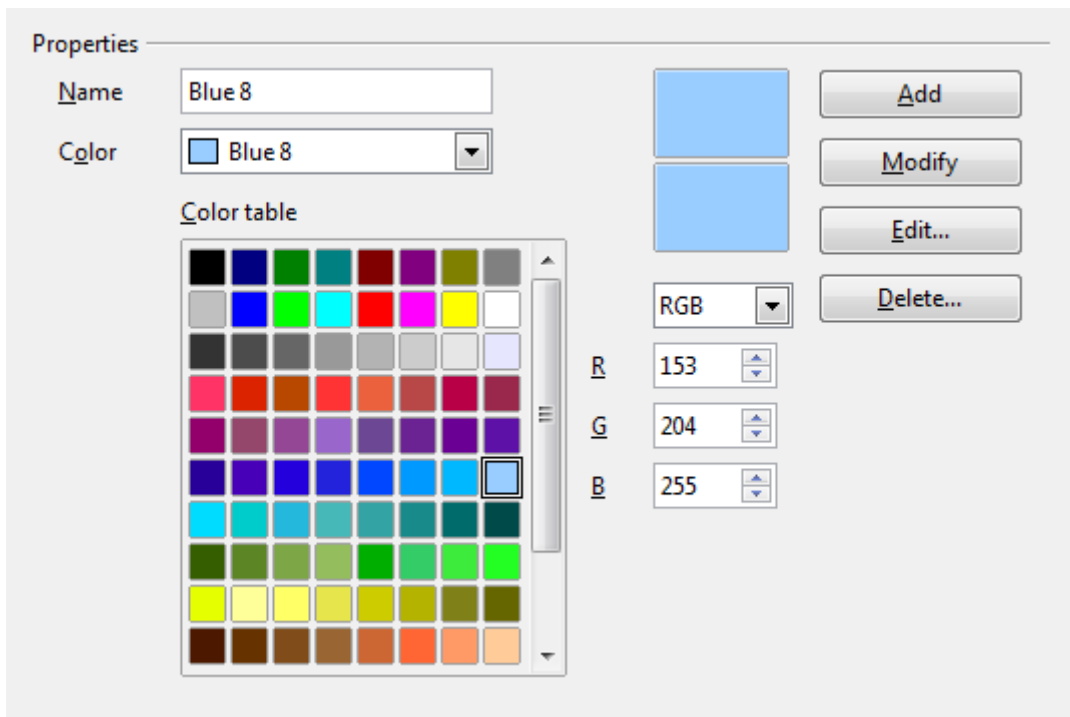 Properties
Name
Blue 8
Add
Color
Blue 8
Modify
Color table
Edit...
RGB
Delete...
R
153
G
204
B
255